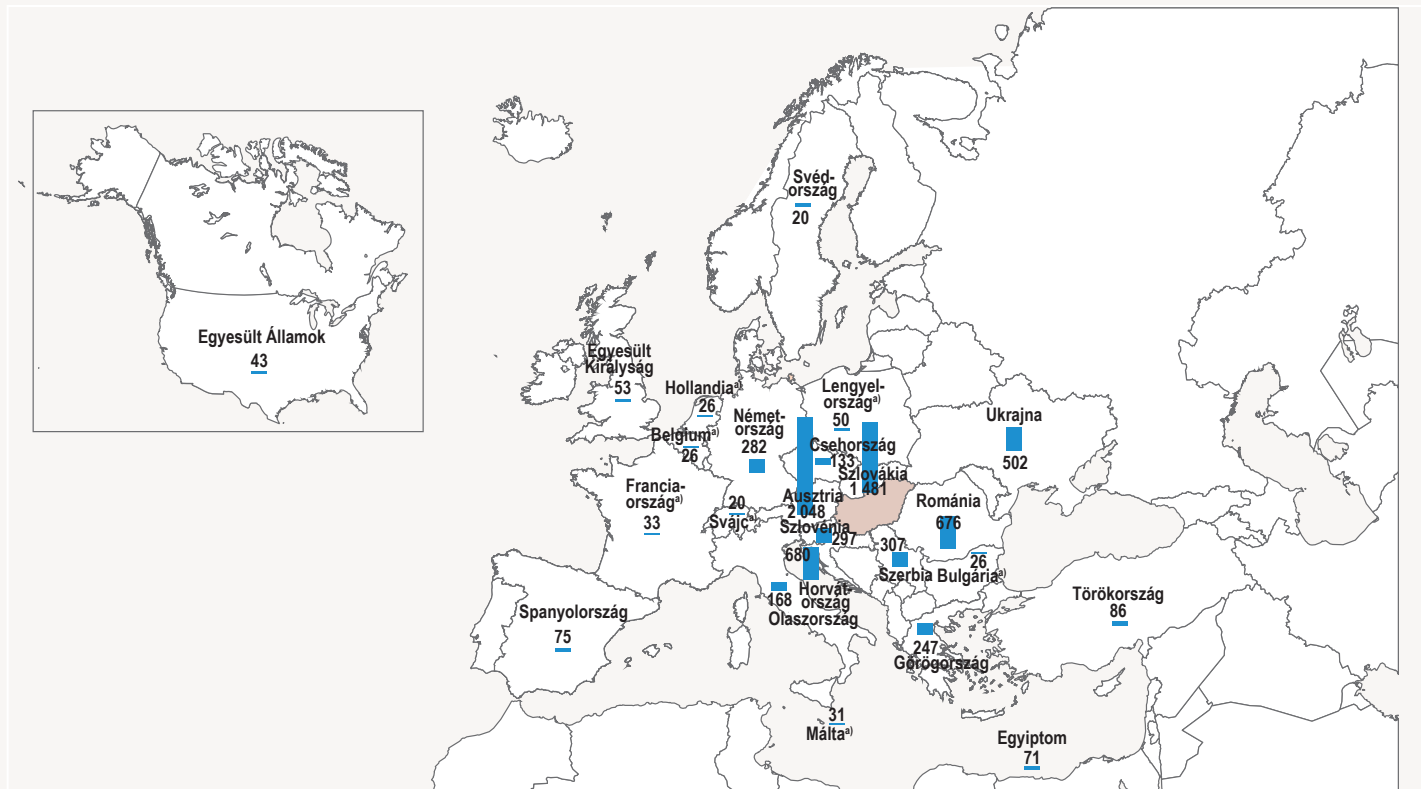 Svéd-
ország
20
Egyesült Államok
43
Egyesült
Királyság
53
Hollandia a)
26
Lengyel-
ország a)
50
Német-
ország
282
Ukrajna
502
Belgium a)
26
Csehország
133
Szlovákia
1 481
Francia-
ország a)
33
20
Svájc a)
Ausztria
2 048
Szlovénia
297
Románia
676
307
Szerbia
26
Bulgária a)
680
Horvát-
ország
168
Olaszország
Spanyolország
75
Törökország
86
247
Görögország
31
Málta a)
Egyiptom
71